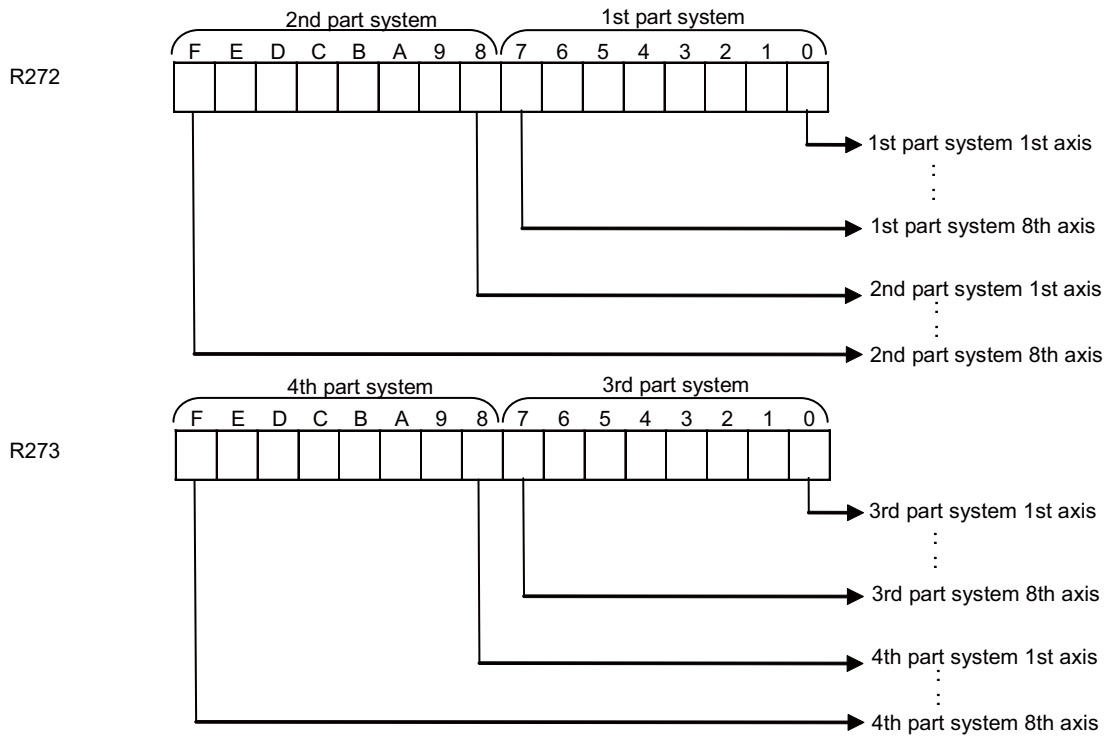 2nd part system 1st part system
F E D C B A 9 8 7 6 5 4 3 2 1 0
R272
1st part system 1st axis
1st part system 8th axis
2nd part system 1st axis
2nd part system 8th axis
4th part system 3rd part system
F E D C B A 9 8 7 6 5 4 3 2 1 0
R273
3rd part system 1st axis
3rd part system 8th axis
4th part system 1st axis
4th part system 8th axis